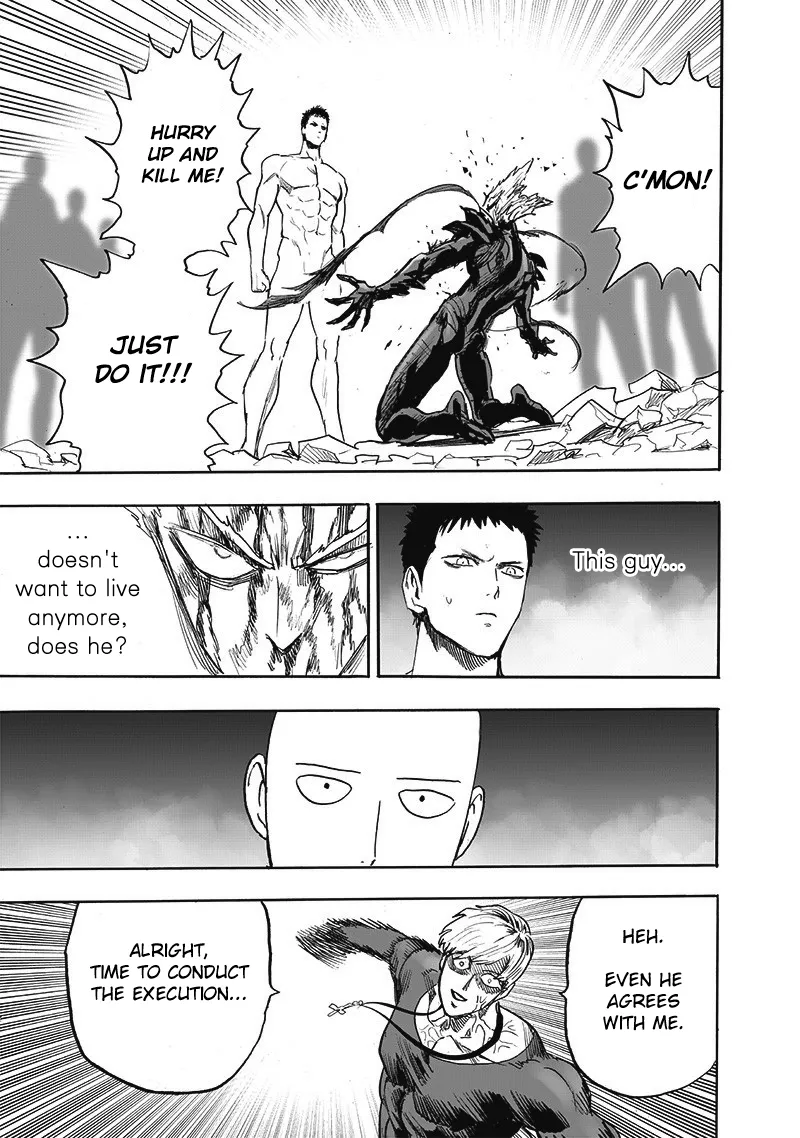 C'MON!
HURRY
UP AND
KILL ME!
JUST
DO IT!!!
This guy...
...
doesn't
want to live
anymore,
does he?
HEH.
EVEN HE
AGREES
WITH ME.
ALRIGHT,
TIME TO CONDUCT
THE EXECUTION...